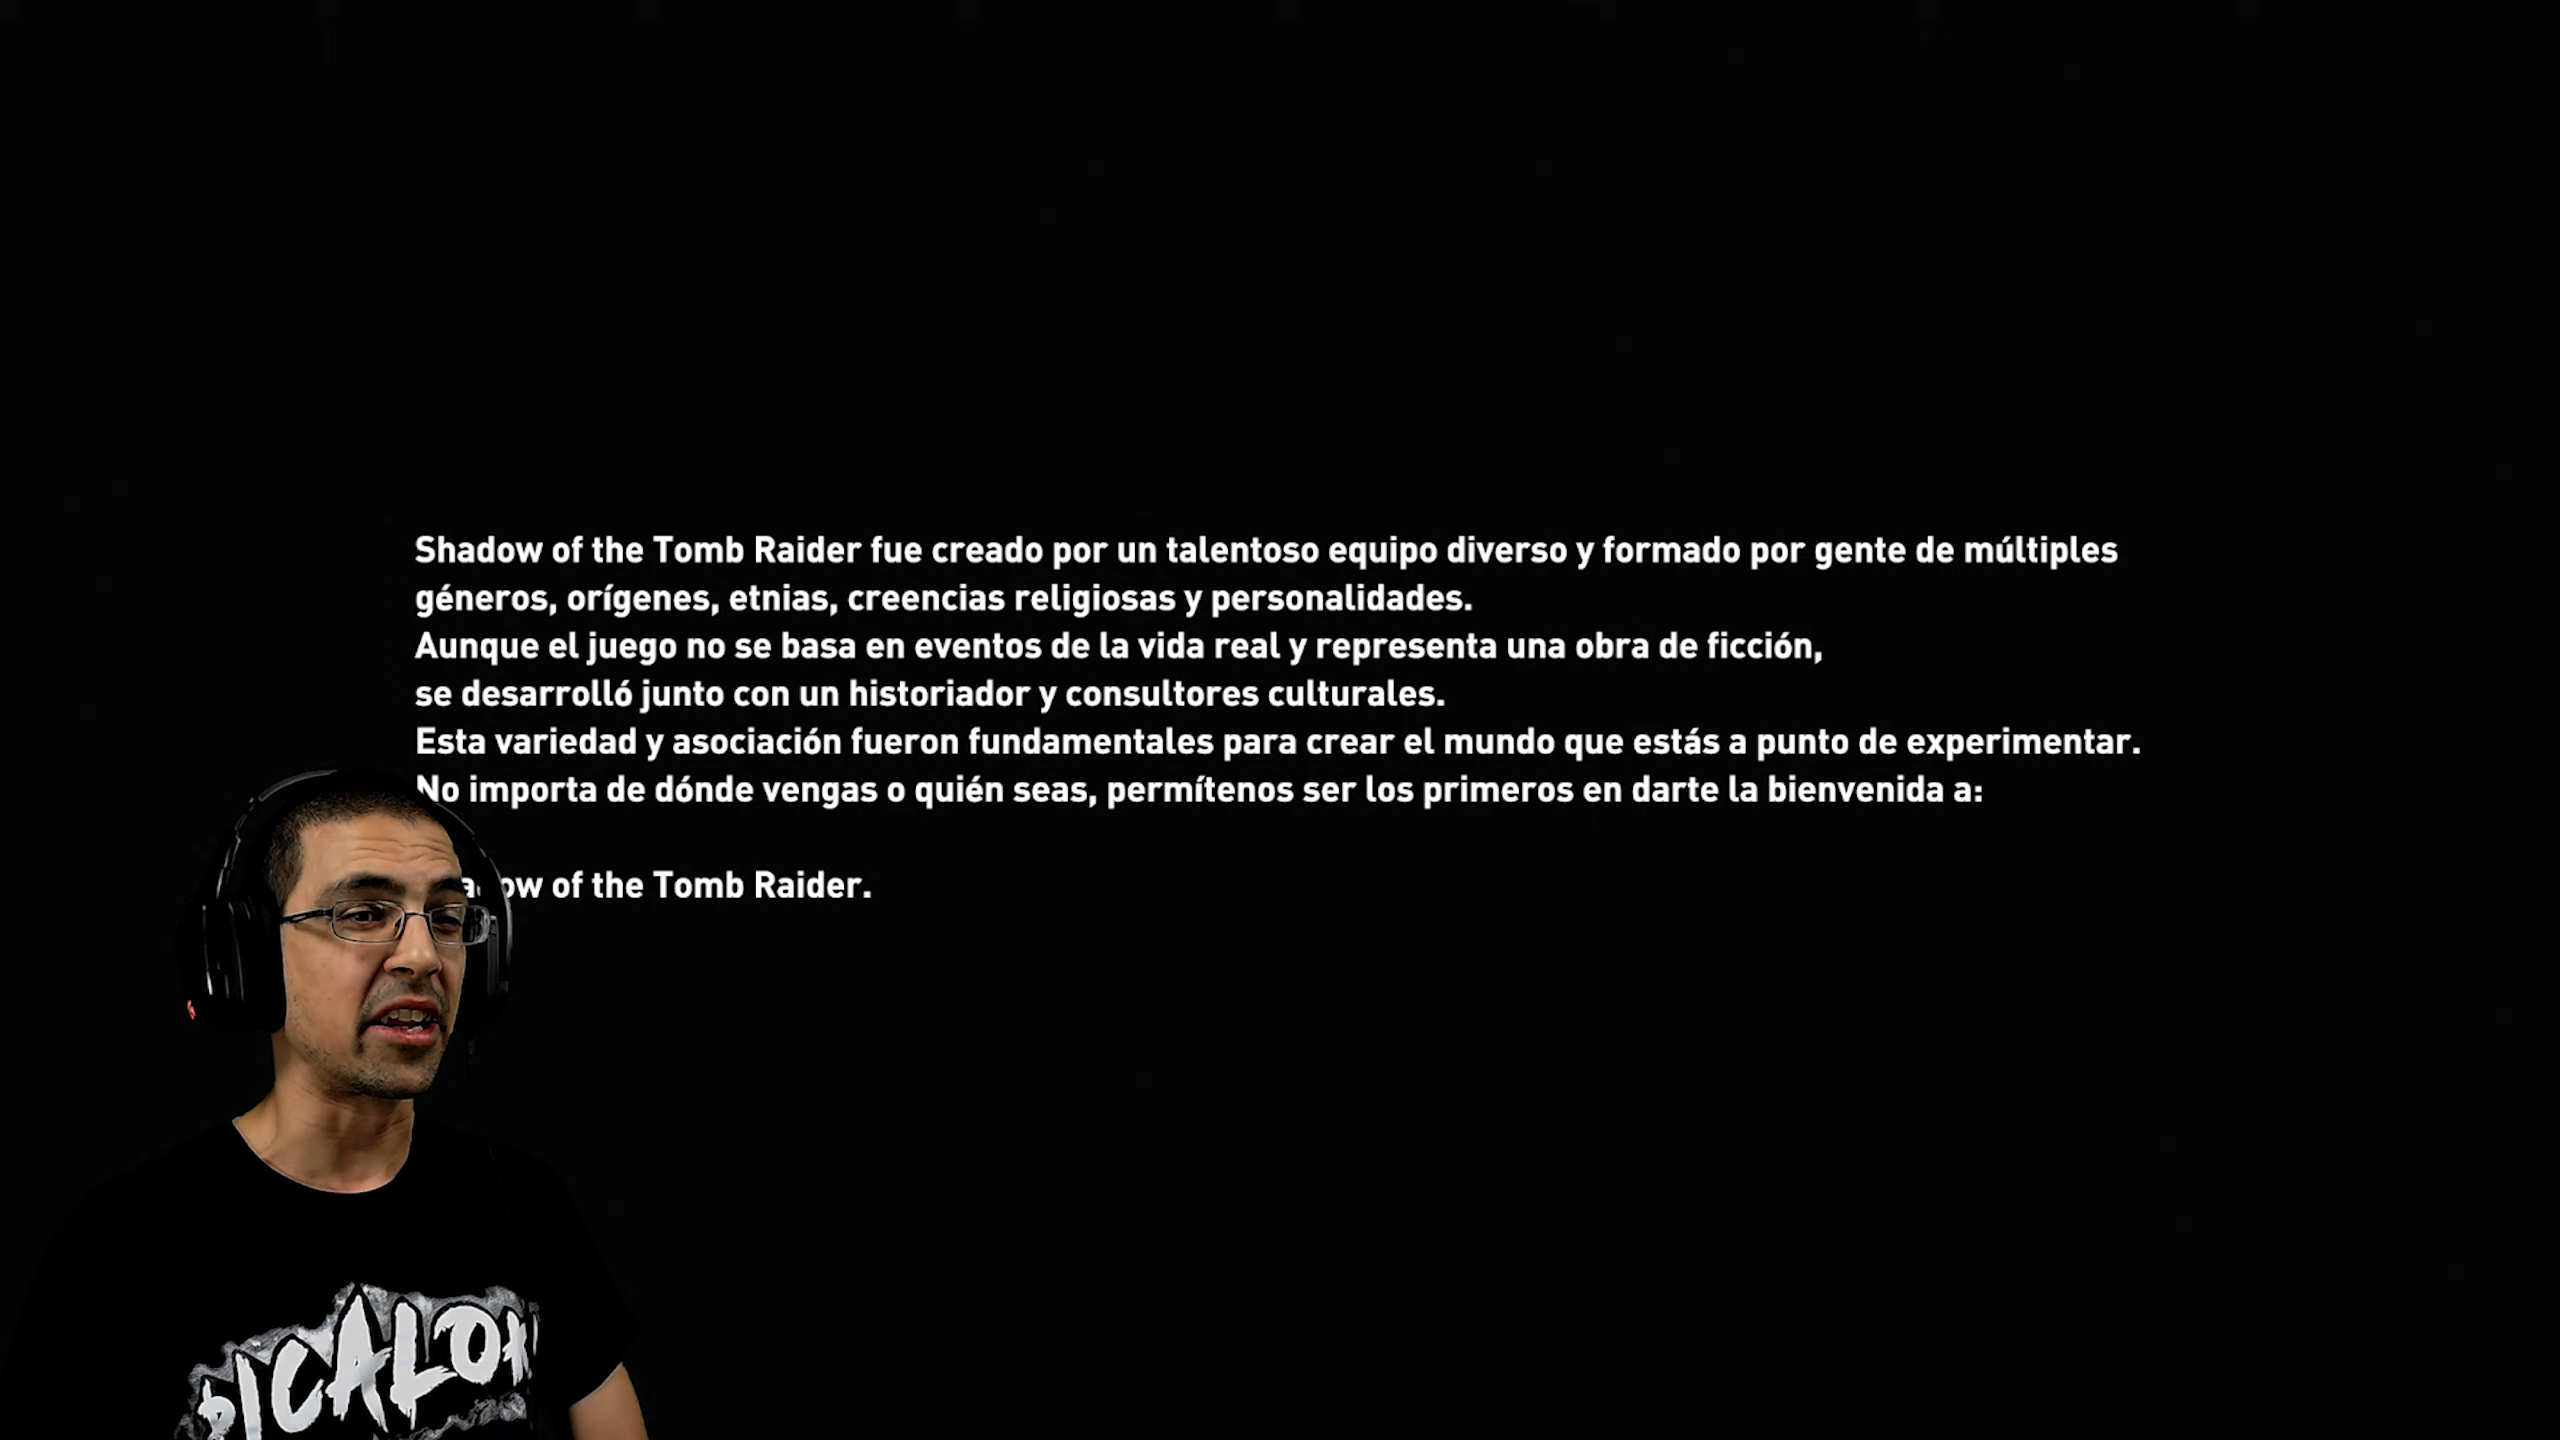 Shadow of the Tomb Raider fue creado por un talentoso equipo diverso y formado por gente de múltiples
géneros, orígenes, etnias, creencias religiosas y personalidades.
Aunque el juego no se basa en eventos de la vida real y representa una obra de ficción,
se desarrolló junto con un historiador y consultores culturales.
Esta variedad y asociación fueron fundamentales para crear el mundo que estás a punto de experimentar.
No importa de dónde vengas o quién seas, permítenos ser los primeros en darte la bienvenida a:
of the Tomb Raider.